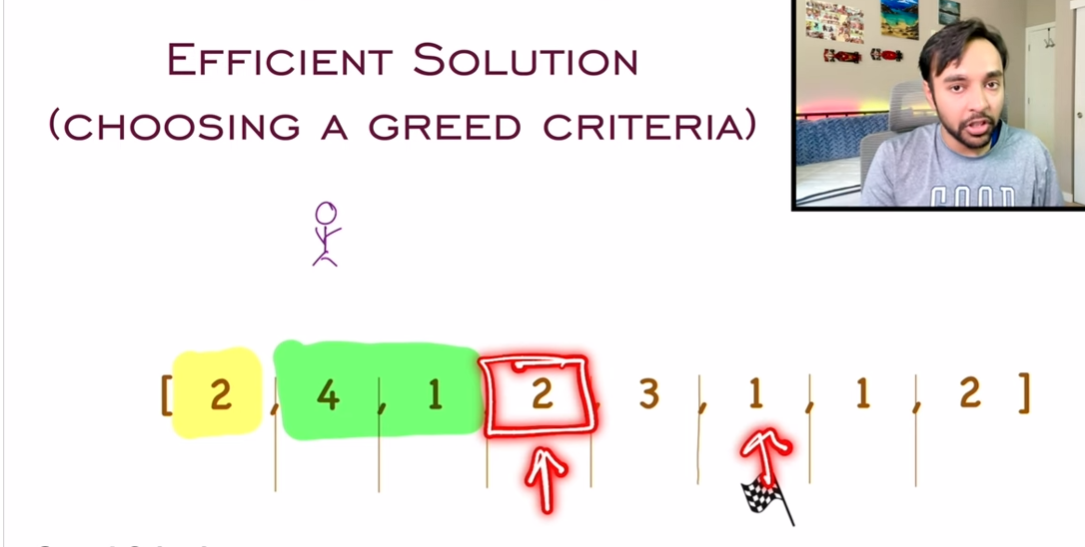 EFFICIENT SOLUTION
(CHOOSING A GREED CRITERIA)
[ 2 , 4 , 1 , 2 , 3 , 1 , 1 , 2 ]